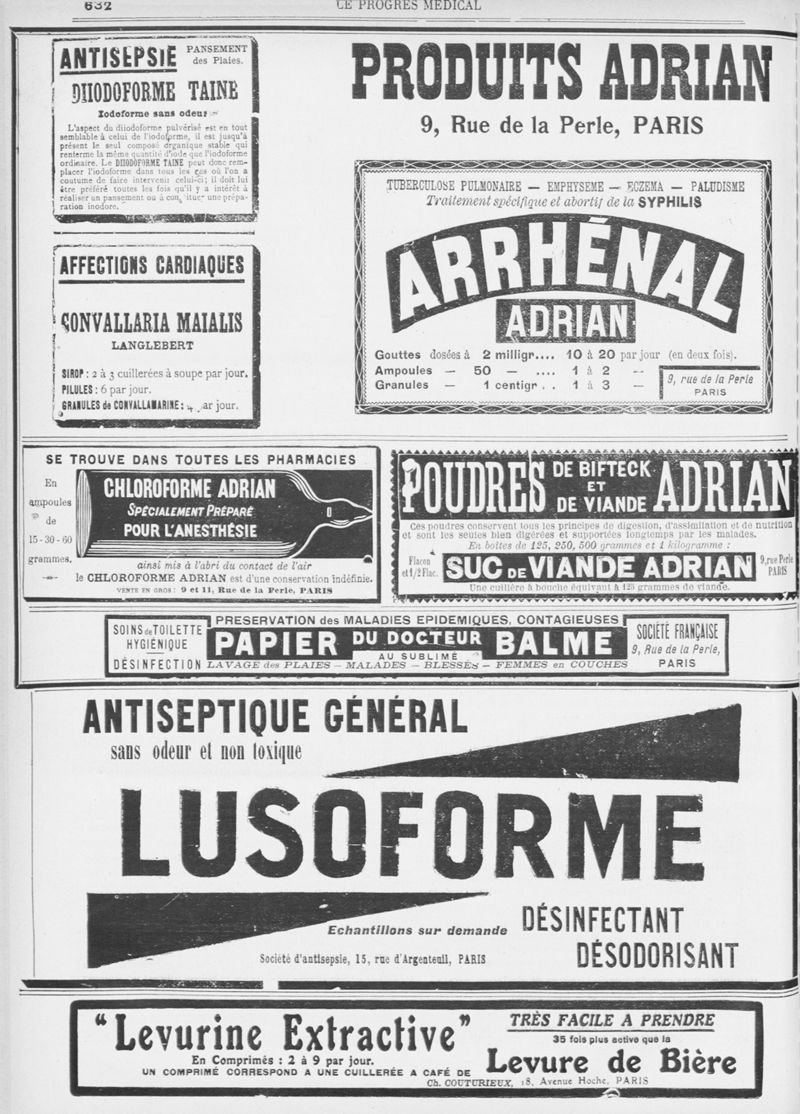 632
LE PROGRÈS MÉDICAL
ANTISEPSIE PANSEMENT
des Plaies.
DIIODOFORME TAINE
Iodoforme sans odeur
L'aspect du diiodoforme pulvérisé est en tout
semblable à celui de l'iodoforme, il est jusqu'à
présent le seul composé organique stable qui
renferme la même quantité d'iode que l'iodoforme
ordinaire. Le DIIODOFORME TAINE peut donc rem-
placer l'iodoforme dans tous les cas où l'on a
coutume de faire intervenir celui-ci; il doit lui
être préféré toutes les fois qu'il y a intérêt à
réaliser un pansement ou à une prépa-
ration inodore.
AFFECTIONS CARDIAQUES
CONVALLARIA MAIALIS
LANGLEBERT
SIROP : 2 à 3 cuillerées à soupe par jour.
PILULES : 6 par jour.
GRANULES de CONVALLAMARINE : 4 par jour.
PRODUITS ADRIAN
9, Rue de la Perle, PARIS
TUBERCULOSE PULMONAIRE — EMPHYSEME — ECZEMA — PALUDISME
Traitement spécifique et abortif de la SYPHILIS
ARRHÉNAL
ADRIAN
Gouttes dosées à 2 milligr.... 10 à 20 par jour (en deux fois).
Ampoules — 50 — .... 1 à 2 —
Granules — 1 centigr . . 1 à 3 —
9, rue de la Perle
PARIS
SE TROUVE DANS TOUTES LES PHARMACIES
En
ampoules
de
15-30-60
grammes.
CHLOROFORME ADRIAN
SPÉCIALEMENT PRÉPARÉ
POUR L'ANESTHÉSIE
ainsi mis à l'abri du contact de l'air
le CHLOROFORME ADRIAN est d'une conservation indéfinie.
VENTE EN GROS : 9 et 11, Rue de la Perle, PARIS
POUDRES DE BIFTECK ET DE VIANDE ADRIAN
Ces poudres conservent tous les principes de digestion, d'assimilation et de nutrition
et sont les seules bien digérées et supportées longtemps par les malades.
En boîtes de 125, 250, 500 grammes et 1 kilogramme :
Flacon
et 1/2 Flac.
SUC DE VIANDE ADRIAN
9, rue Perle
PARIS
Une cuillère à bouche équivaut à 125 grammes de viande.
SOINS de TOILETTE
HYGIÉNIQUE
DÉSINFECTION
PRESERVATION des MALADIES EPIDEMIQUES, CONTAGIEUSES
PAPIER DU DOCTEUR BALME
AU SUBLIMÉ
LAVAGE des PLAIES — MALADES — BLESSÉS — FEMMES en COUCHES
SOCIÉTÉ FRANÇAISE
9, Rue de la Perle,
PARIS
ANTISEPTIQUE GÉNÉRAL
sans odeur et non toxique
LUSOFORME
Echantillons sur demande
DÉSINFECTANT
DÉSODORISANT
Société d'antisepsie, 15, rue d'Argenteuil, PARIS
“Levurine Extractive”
En Comprimés : 2 à 9 par jour.
UN COMPRIMÉ CORRESPOND A UNE CUILLERÉE A CAFÉ DE
TRÈS FACILE A PRENDRE
35 fois plus active que la
Levure de Bière
Ch. COUTURIEUX, 18, Avenue Hoche, PARIS